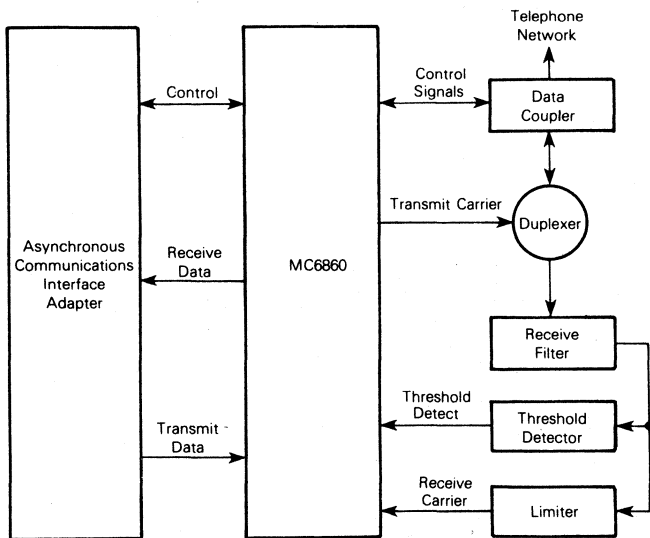 Telephone
Network
Control
Control
Signals
Data
Coupler
Transmit Carrier
Duplexer
Asynchronous
Communications
Interface
Adapter
Receive
Data
MC6860
Receive
Filter
Threshold
Detect
Threshold
Detector
Transmit
Data
Receive
Carrier
Limiter